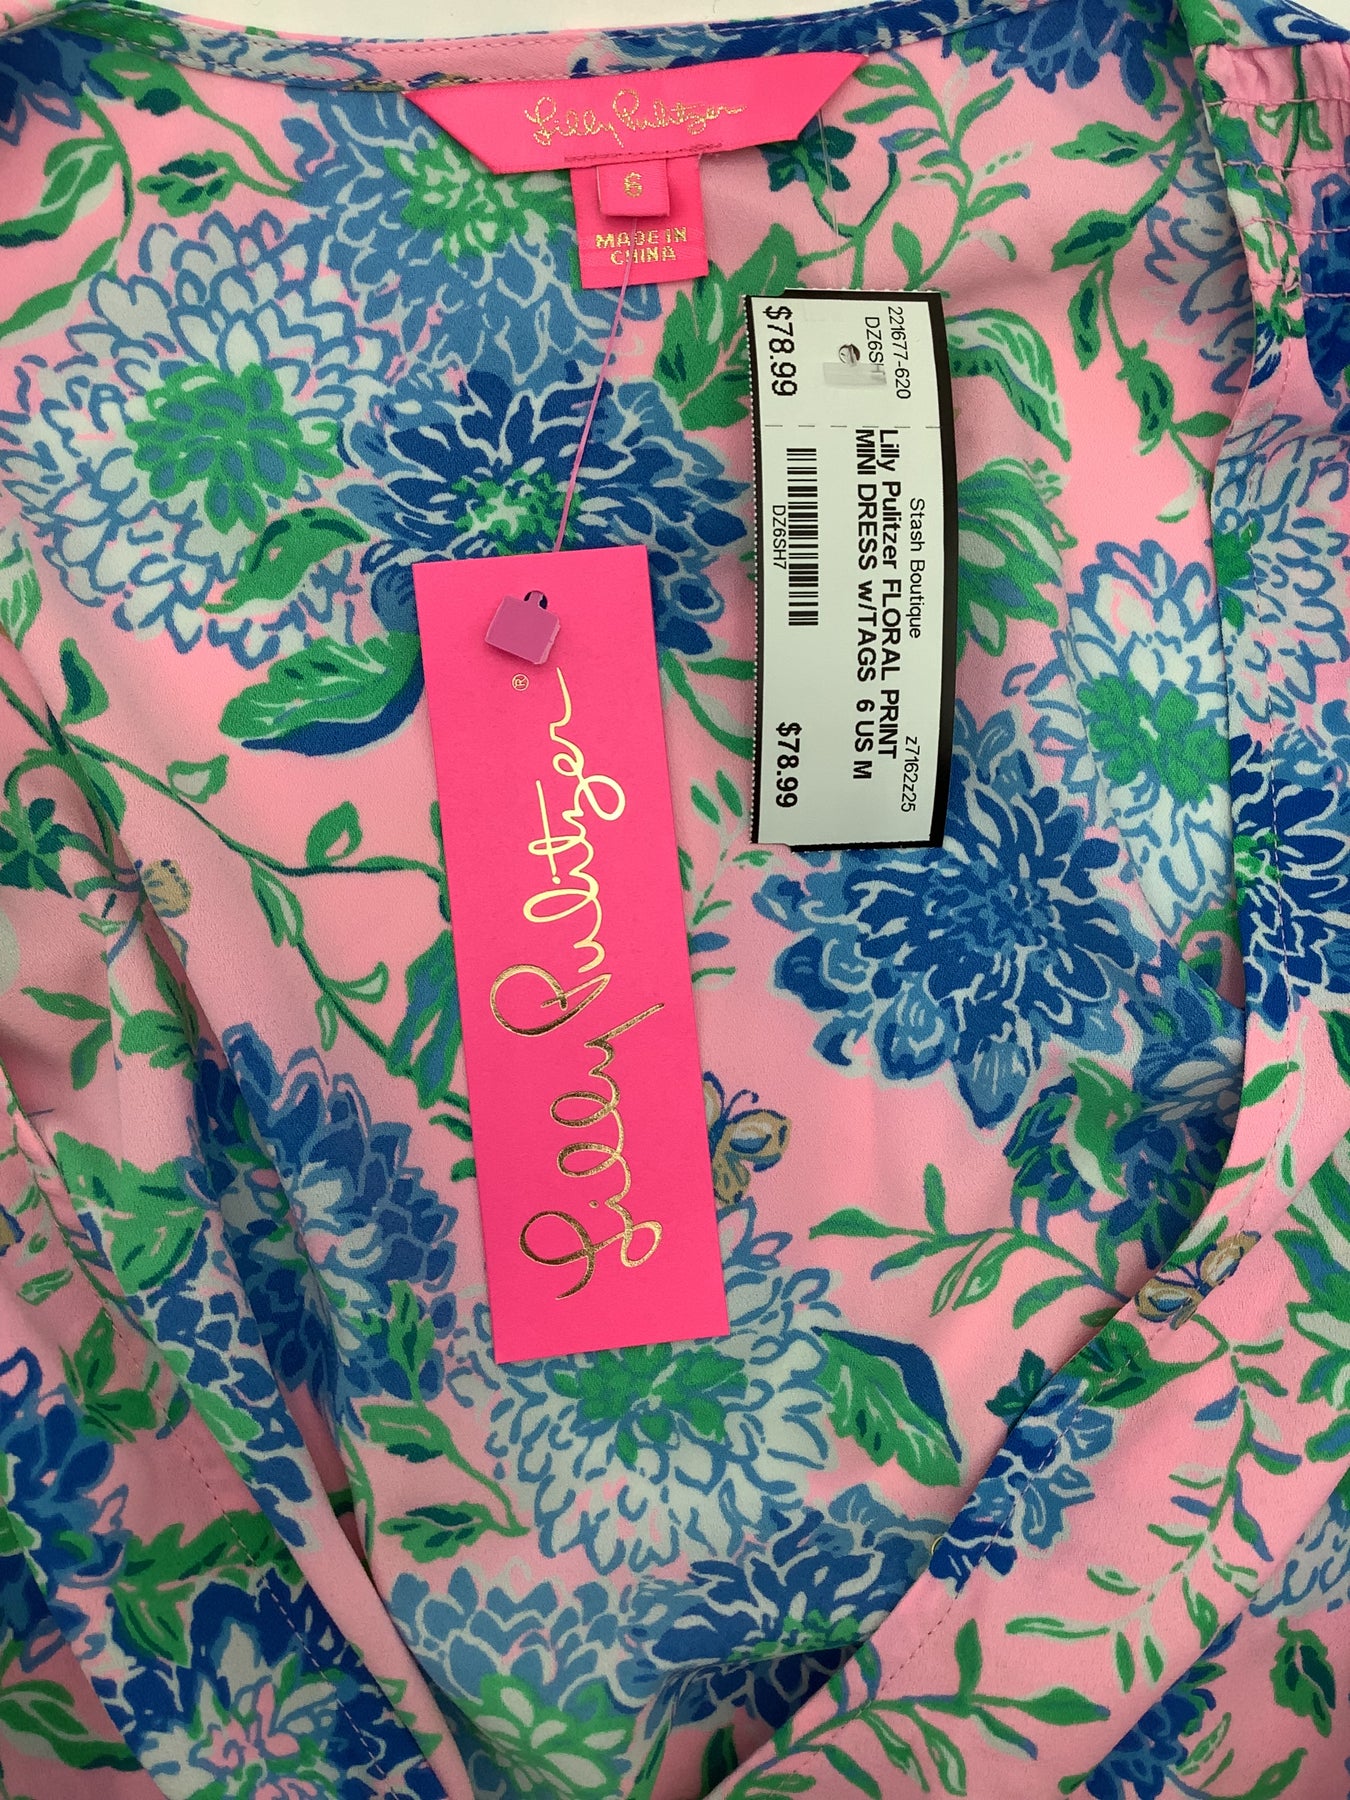 Lilly Pulitzer
6
MADE IN
CHINA
221677-620
DZ6SH
$78.99
Stash Boutique z7162z25
Lilly Pulitzer FLORAL PRINT
MINI DRESS w/TAGS 6 US M
DZ6SH7
$78.99
Lilly Pulitzer®